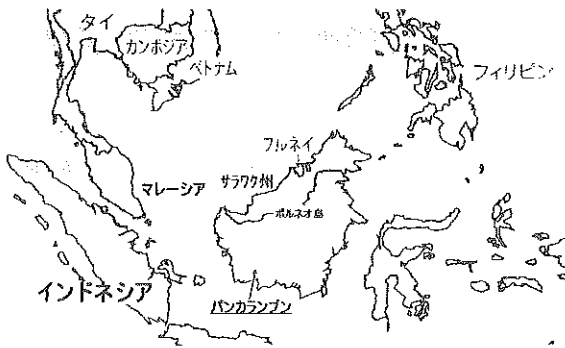 タイ
カンボジア
ベトナム
フィリピン
ブルネイ
サラワク州
マレーシア
ボルネオ島
インドネシア
パンカランブン